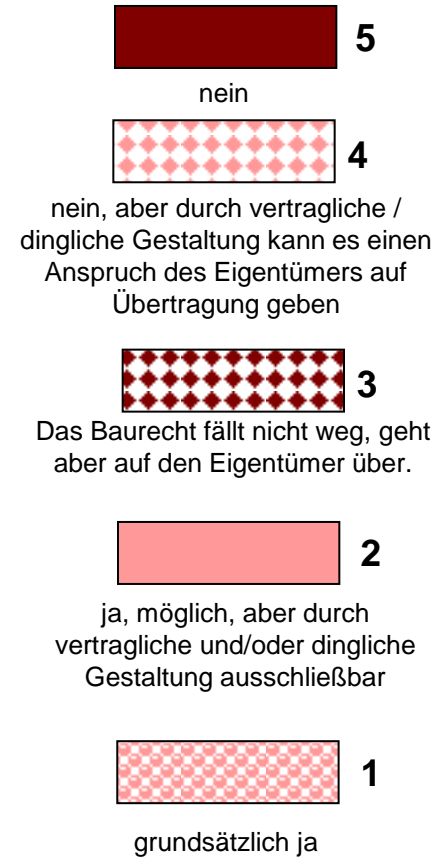 5
nein
4
nein, aber durch vertragliche /
dingliche Gestaltung kann es einen
Anspruch des Eigentümers auf
Übertragung geben
3
Das Baurecht fällt nicht weg, geht
aber auf den Eigentümer über.
2
ja, möglich, aber durch
vertragliche und/oder dingliche
Gestaltung ausschließbar
1
grundsätzlich ja